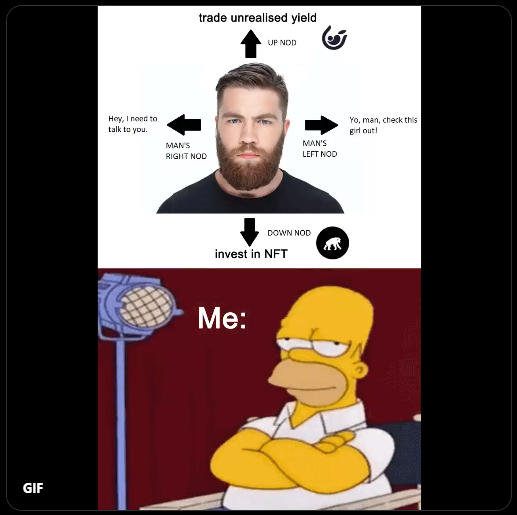 trade unrealised yield
UP NOD
Hey, I need to
talk to you.
MAN'S
RIGHT NOD
MAN'S
LEFT NOD
Yo, man, check this
girl out!
DOWN NOD
invest in NFT
Me:
GIF